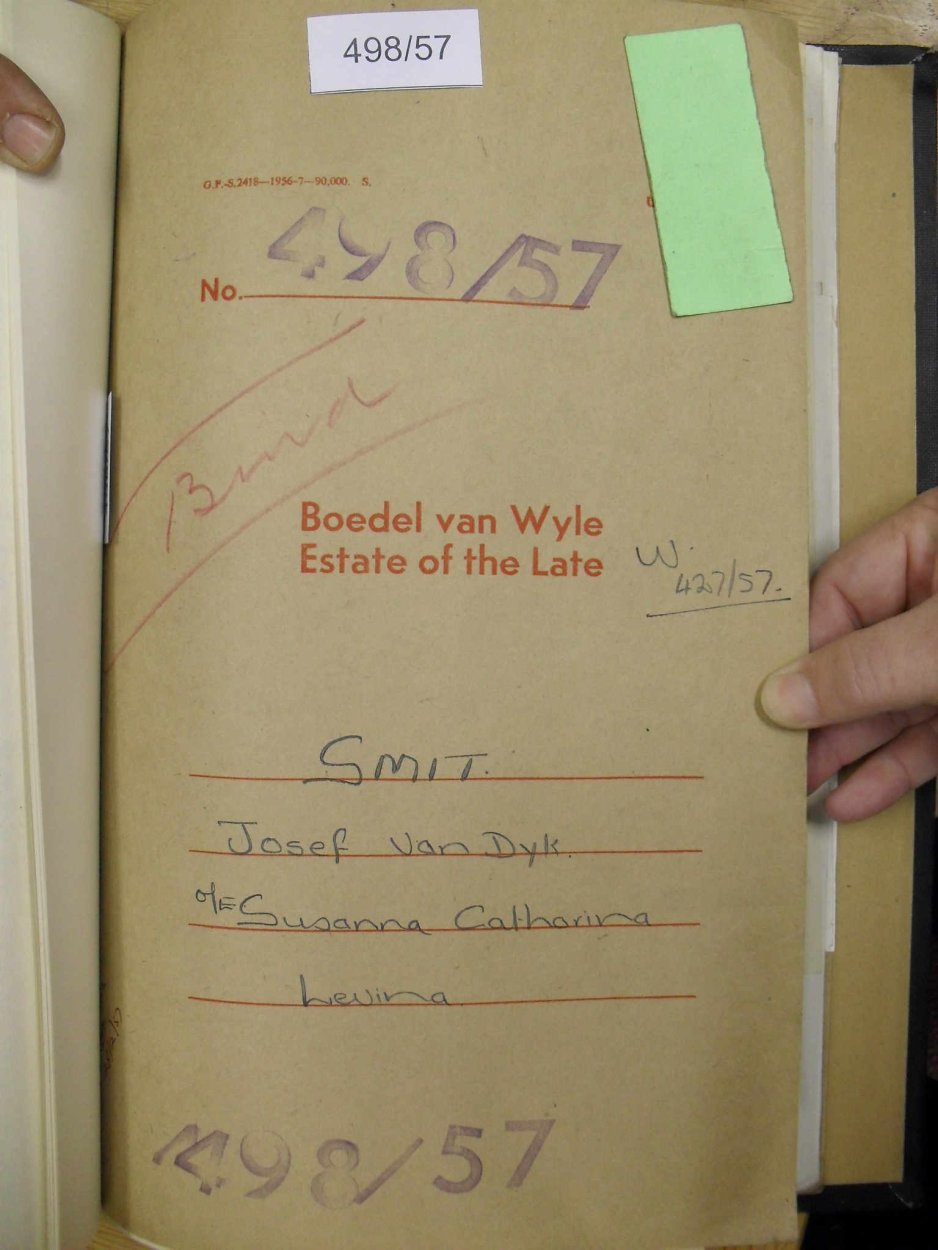 498/57
G.P.-S.2418—1956-7—90,000. S.
498/57
No.
Bind
Boedel van Wyle
Estate of the Late
W.
427/57.
SMIT.
Josef Van Dyk.
Susanna Catharina
Levina
498/57